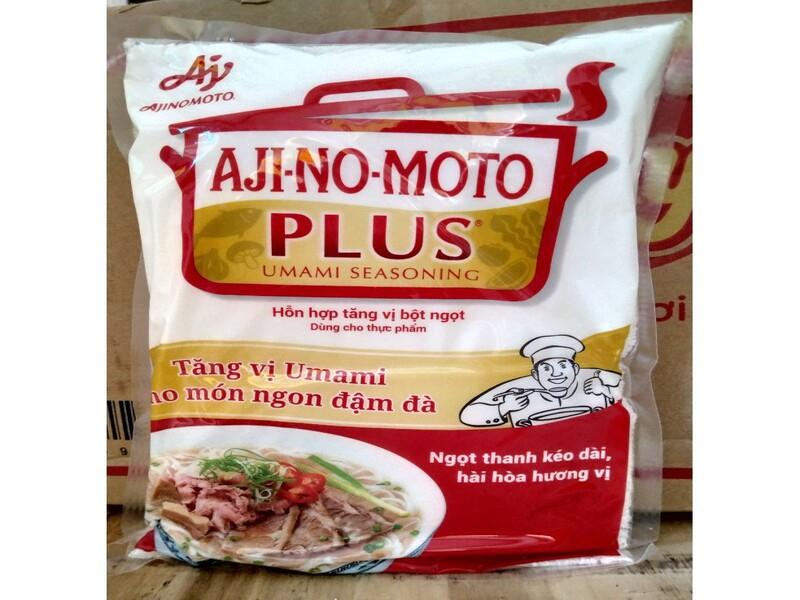 AJINOMOTO.
AJI-NO-MOTO
PLUS®
UMAMI SEASONING
Hỗn hợp tăng vị bột ngọt
Dùng cho thực phẩm
Tăng vị Umami
món ngon đậm đà
Ngọt thanh kéo dài,
hài hòa hương vị
9